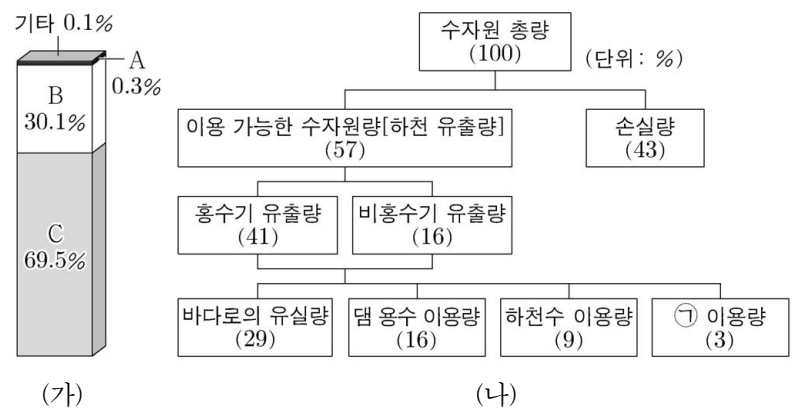 기타 0.1%
A
0.3%
B
30.1%
C
69.5%
(가)
수자원 총량
(100)
(단위 : %)
이용 가능한 수자원량[하천 유출량]
(57)
손실량
(43)
홍수기 유출량
(41)
비홍수기 유출량
(16)
바다로의 유실량
(29)
댐 용수 이용량
(16)
하천수 이용량
(9)
㉠ 이용량
(3)
(나)